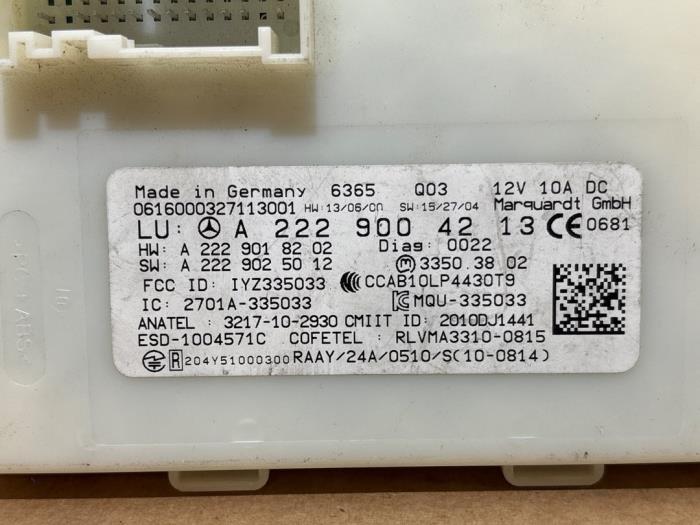 Made in Germany 6365 Q03 12V 10A DC
0616000327113001 HW:13/06/00 SW:15/27/04 Marquardt GmbH
LU: A 222 900 42 13 CE 0681
HW: A 222 901 82 02 Diag: 0022
SW: A 222 902 50 12 M 3350.3802
FCC ID: IYZ335033 CCAB10LP4430T9
IC: 2701A-335033 MQU-335033
ANATEL : 3217-10-2930 CMIIT ID: 2010DJ1441
ESD-1004571C COFETEL : RLVMA3310-0815
R 204Y51000300 RAAY/24A/0510/S(10-0814)